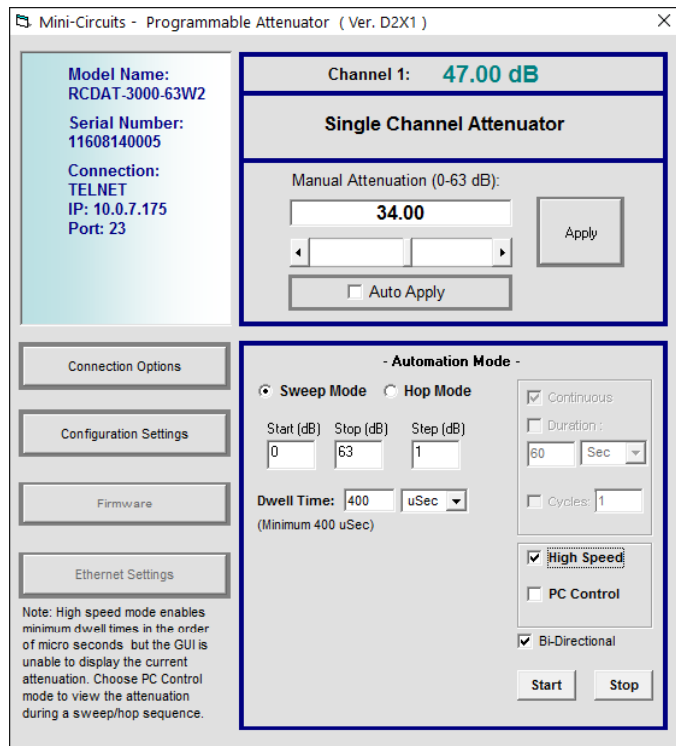 Mini-Circuits - Programmable Attenuator ( Ver. D2X1 )
Model Name:
RCDAT-3000-63W2
Serial Number:
11608140005
Connection:
TELNET
IP: 10.0.7.175
Port: 23
Channel 1: 47.00 dB
Single Channel Attenuator
Manual Attenuation (0-63 dB):
34.00
Apply
Auto Apply
Connection Options
Configuration Settings
Firmware
Ethernet Settings
Note: High speed mode enables
minimum dwell times in the order
of micro seconds but the GUI is
unable to display the current
attenuation. Choose PC Control
mode to view the attenuation
during a sweep/hop sequence.
- Automation Mode -
Sweep Mode Hop Mode
Start (dB) Stop (dB) Step (dB)
0 63 1
Dwell Time: 400 uSec
(Minimum 400 uSec)
Continuous
Duration :
60 Sec
Cycles: 1
High Speed
PC Control
Bi-Directional
Start Stop